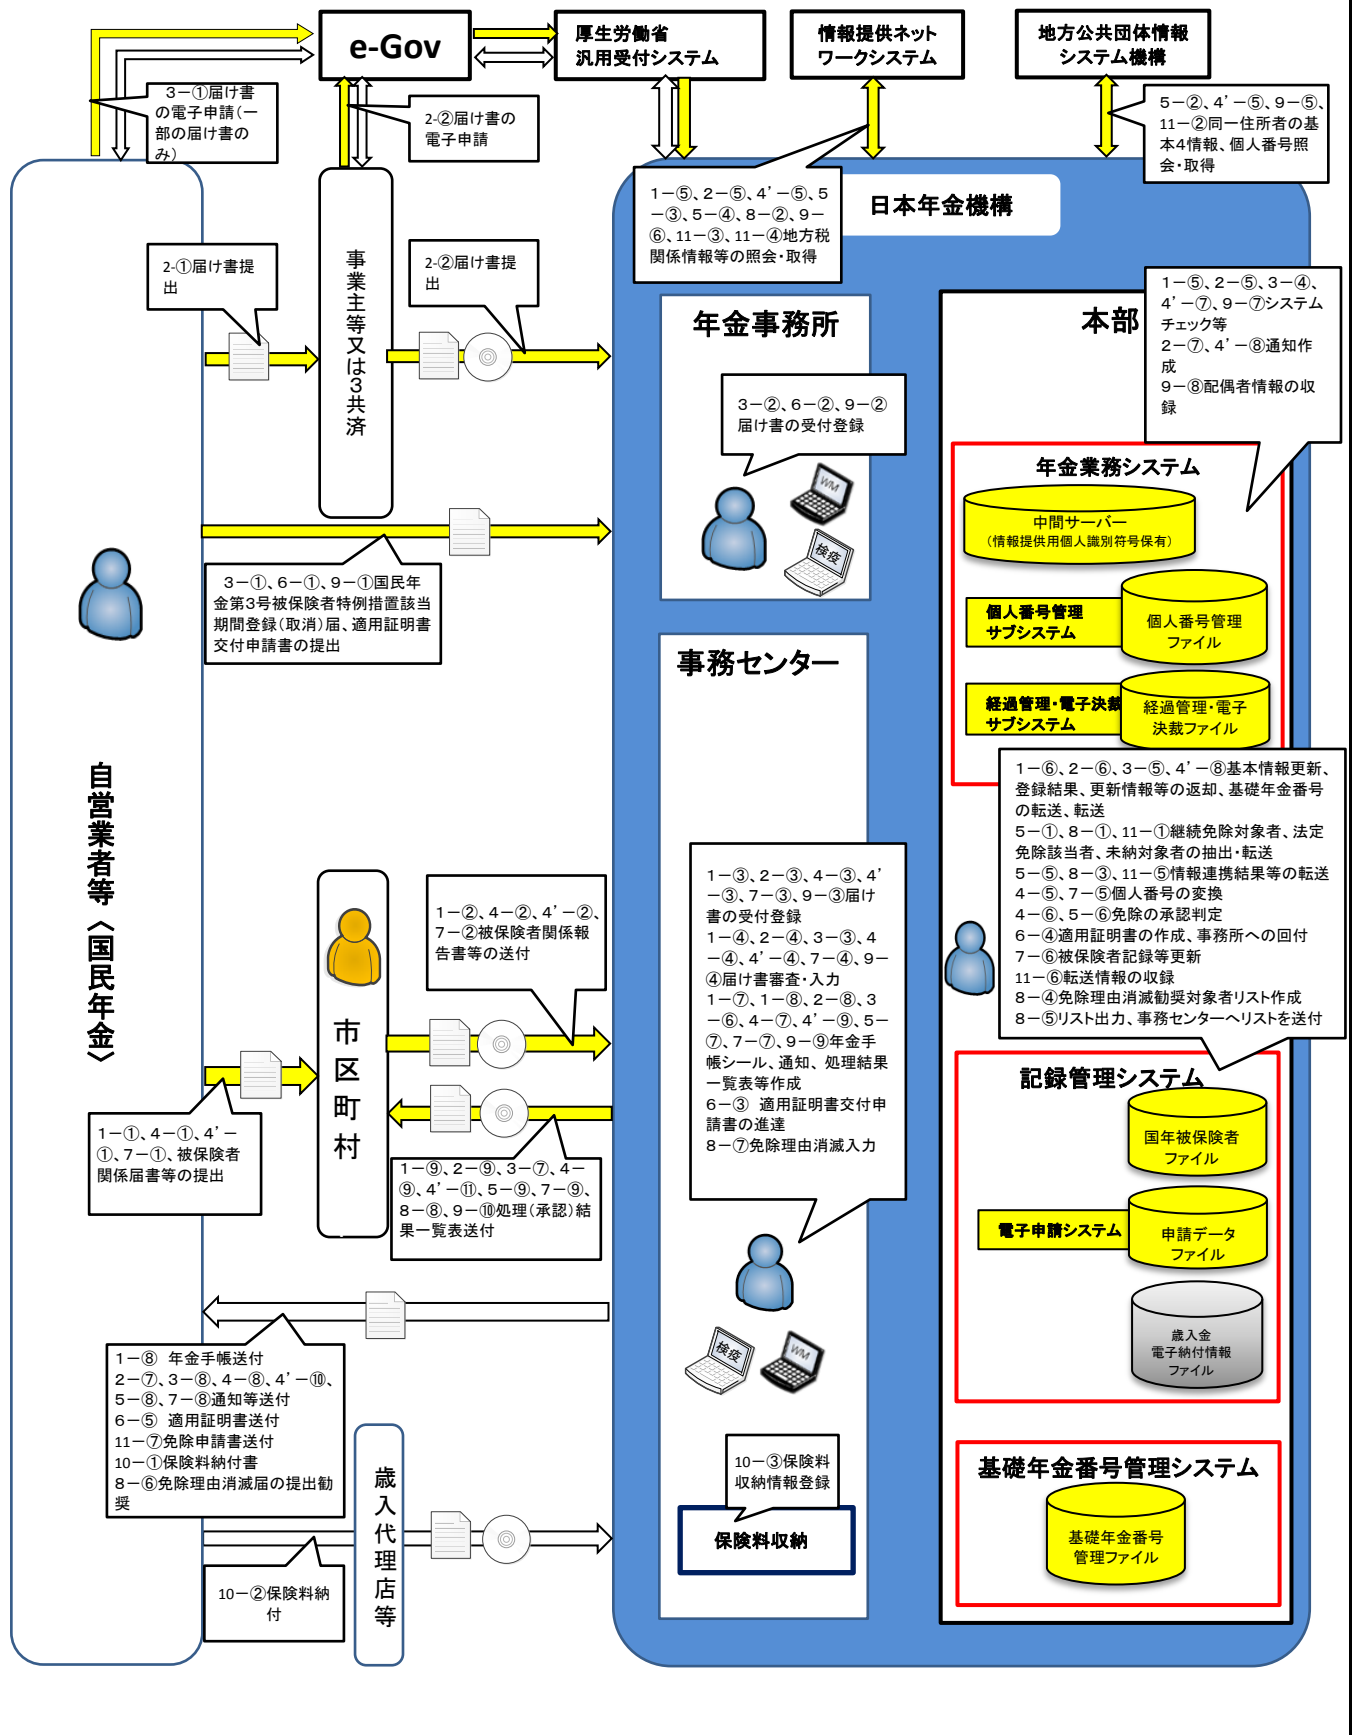 e-Gov
厚生労働省
汎用受付システム
情報提供ネット
ワークシステム
地方公共団体情報
システム機構
3－①届け書
の電子申請（一
部の届け書の
み）
2-②届け書の
電子申請
5－②、4’－⑤、9－⑤、
11－②同一住所者の基
本4情報、個人番号照
会・取得
1－⑤、2－⑤、4’－⑤、5
－③、5－④、8－②、9－
⑥、11－③、11－④地方税
関係情報等の照会・取得
日本年金機構
2-①届け書提
出
事業主等又は3共済
2-②届け書提
出
年金事務所
本部
1－⑤、2－⑤、3－④、
4’－⑦、9－⑦システム
チェック等
2－⑦、4’－⑧通知作
成
9－⑧配偶者情報の収
録
3－②、6－②、9－②
届け書の受付登録
WM
検疫
年金業務システム
中間サーバー
（情報提供用個人識別符号保有）
個人番号管理
サブシステム
個人番号管理
ファイル
経過管理・電子決裁
サブシステム
経過管理・電子
決裁ファイル
3－①、6－①、9－①国民年
金第3号被保険者特例措置該当
期間登録（取消）届、適用証明書
交付申請書の提出
事務センター
自営業者等〈国民年金〉
1－⑥、2－⑥、3－⑤、4’－⑧基本情報更新、
登録結果、更新情報等の返却、基礎年金番号
の転送、転送
5－①、8－①、11－①継続免除対象者、法定
免除該当者、未納対象者の抽出・転送
5－⑤、8－③、11－⑤情報連携結果等の転送
4－⑤、7－⑤個人番号の変換
4－⑥、5－⑥免除の承認判定
6－④適用証明書の作成、事務所への回付
7－⑥被保険者記録等更新
11－⑥転送情報の収録
8－④免除理由消滅勧奨対象者リスト作成
8－⑤リスト出力、事務センターへリストを送付
1－③、2－③、4－③、4’
－③、7－③、9－③届け
書の受付登録
1－④、2－④、3－③、4
－④、4’－④、7－④、9－
④届け書審査・入力
1－⑦、1－⑧、2－⑧、3
－⑥、4－⑦、4’－⑨、5－
⑦、7－⑦、9－⑨年金手
帳シール、通知、処理結果
一覧表等作成
6－③ 適用証明書交付申
請書の進達
8－⑦免除理由消滅入力
1－②、4－②、4’－②、
7－②被保険者関係報
告書等の送付
市区町村
1－①、4－①、4’－
①、7－①、被保険者
関係届書等の提出
1－⑨、2－⑨、3－⑦、4－
⑨、4’－⑪、5－⑨、7－⑨、
8－⑧、9－⑩処理（承認）結
果一覧表送付
記録管理システム
国年被保険者
ファイル
電子申請システム
申請データ
ファイル
歳入金
電子納付情報
ファイル
検疫
WM
1－⑧ 年金手帳送付
2－⑦、3－⑧、4－⑧、4’－⑩、
5－⑧、7－⑧通知等送付
6－⑤ 適用証明書送付
11－⑦免除申請書送付
10－①保険料納付書
8－⑥免除理由消滅届の提出勧
奨
歳入代理店等
10－②保険料納
付
10－③保険料
収納情報登録
保険料収納
基礎年金番号管理システム
基礎年金番号
管理ファイル